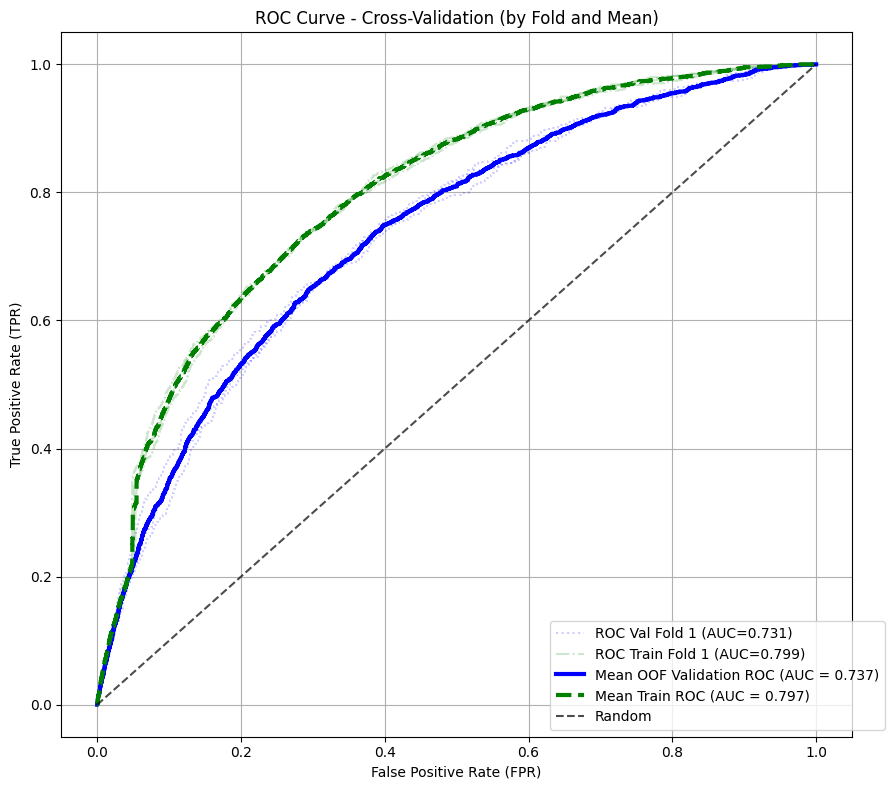 ROC Curve - Cross-Validation (by Fold and Mean)
True Positive Rate (TPR)
1.0
0.8
0.6
0.4
0.2
0.0
0.0 0.2 0.4 0.6 0.8 1.0
False Positive Rate (FPR)
ROC Val Fold 1 (AUC=0.731)
ROC Train Fold 1 (AUC=0.799)
Mean OOF Validation ROC (AUC = 0.737)
Mean Train ROC (AUC = 0.797)
Random